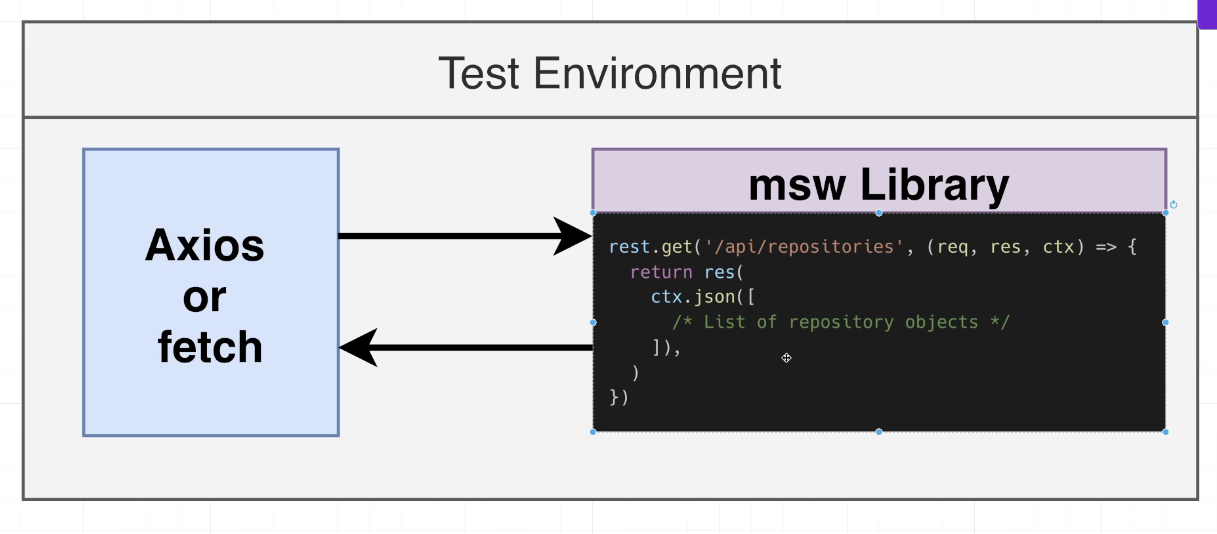 Test Environment
Axios
or
fetch
msw Library
rest.get('/api/repositories', (req, res, ctx) => {
  return res(
    ctx.json([
      /* List of repository objects */
    ]),
  )
})